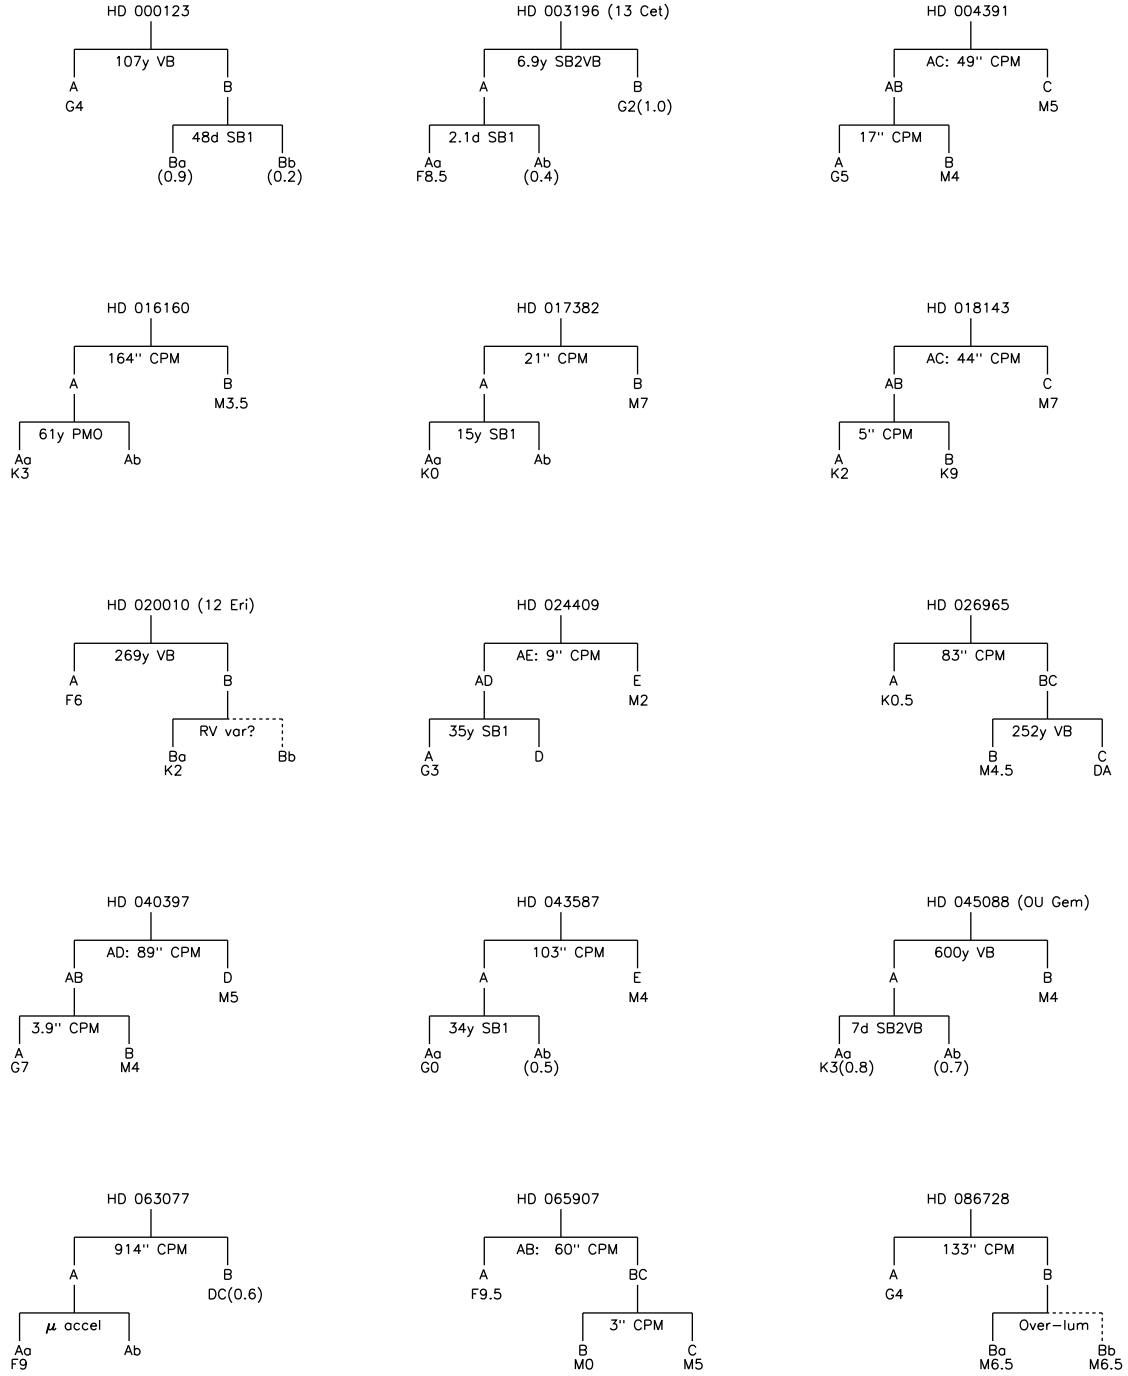 HD 000123
107y VB
A
B
G4
48d SB1
Ba
Bb
(0.9)
(0.2)
HD 003196 (13 Cet)
6.9y SB2VB
A
B
G2(1.0)
2.1d SB1
Aa
Ab
F8.5
(0.4)
HD 004391
AC: 49" CPM
AB
C
M5
17" CPM
A
B
G5
M4
HD 016160
164" CPM
A
B
M3.5
61y PMO
Aa
Ab
K3
HD 017382
21" CPM
A
B
M7
15y SB1
Aa
Ab
K0
HD 018143
AC: 44" CPM
AB
C
M7
5" CPM
A
B
K2
K9
HD 020010 (12 Eri)
269y VB
A
B
F6
RV var?
Ba
Bb
K2
HD 024409
AE: 9" CPM
AD
E
M2
35y SB1
A
D
G3
HD 026965
83" CPM
A
BC
K0.5
252y VB
B
C
M4.5
DA
HD 040397
AD: 89" CPM
AB
D
M5
3.9" CPM
A
B
G7
M4
HD 043587
103" CPM
A
E
M4
34y SB1
Aa
Ab
G0
(0.5)
HD 045088 (OU Gem)
600y VB
A
B
M4
7d SB2VB
Aa
Ab
K3(0.8)
(0.7)
HD 063077
914" CPM
A
B
DC(0.6)
μ accel
Aa
Ab
F9
HD 065907
AB: 60" CPM
A
BC
F9.5
3" CPM
B
C
M0
M5
HD 086728
133" CPM
A
B
G4
Over-lum
Ba
Bb
M6.5
M6.5